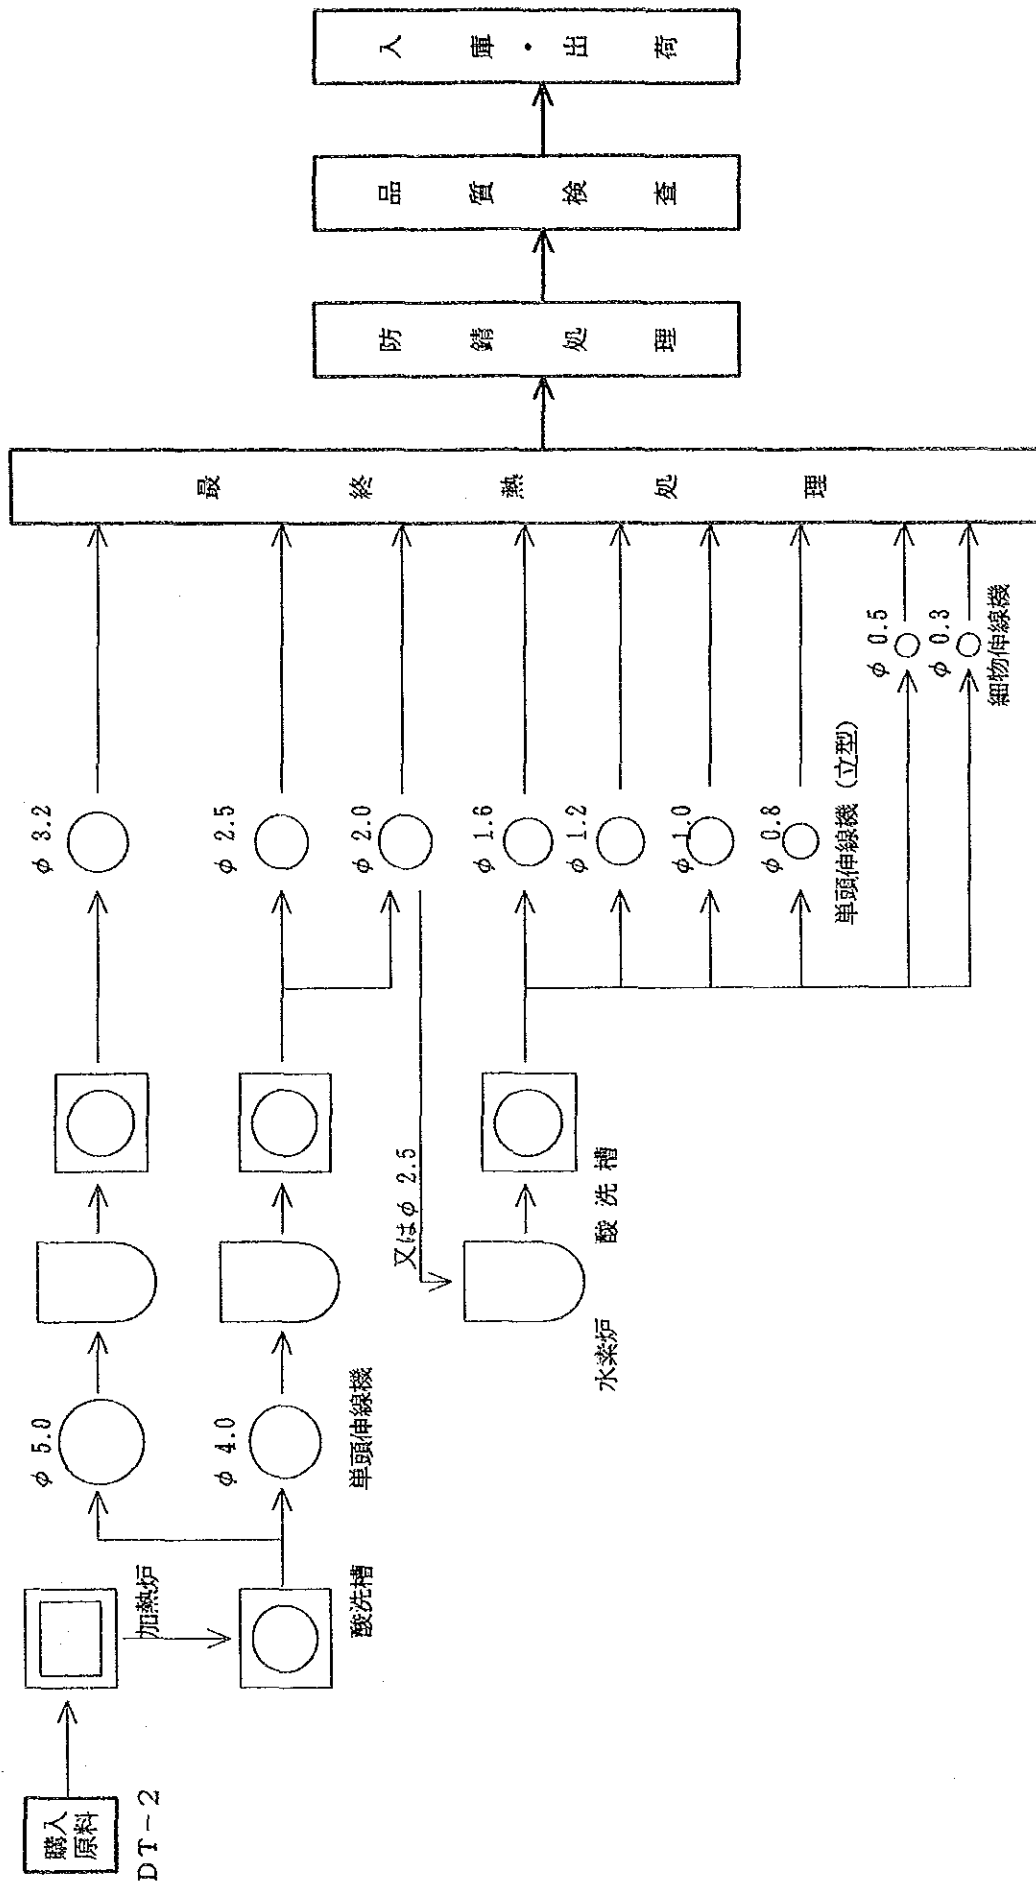 購入
原料
DT-2
加熱炉
酸洗槽
φ 5.0
φ 4.0
単頭伸線機
水素炉
酸 洗 槽
又はφ 2.5
φ 3.2
φ 2.5
φ 2.0
φ 1.6
φ 1.2
φ 1.0
φ 0.8
単頭伸線機 (立型)
φ 0.5
φ 0.3
細物伸線機
最 終 熱 処 理
防 錆 処 理
品 質 検 査
入 庫 ・ 出 荷